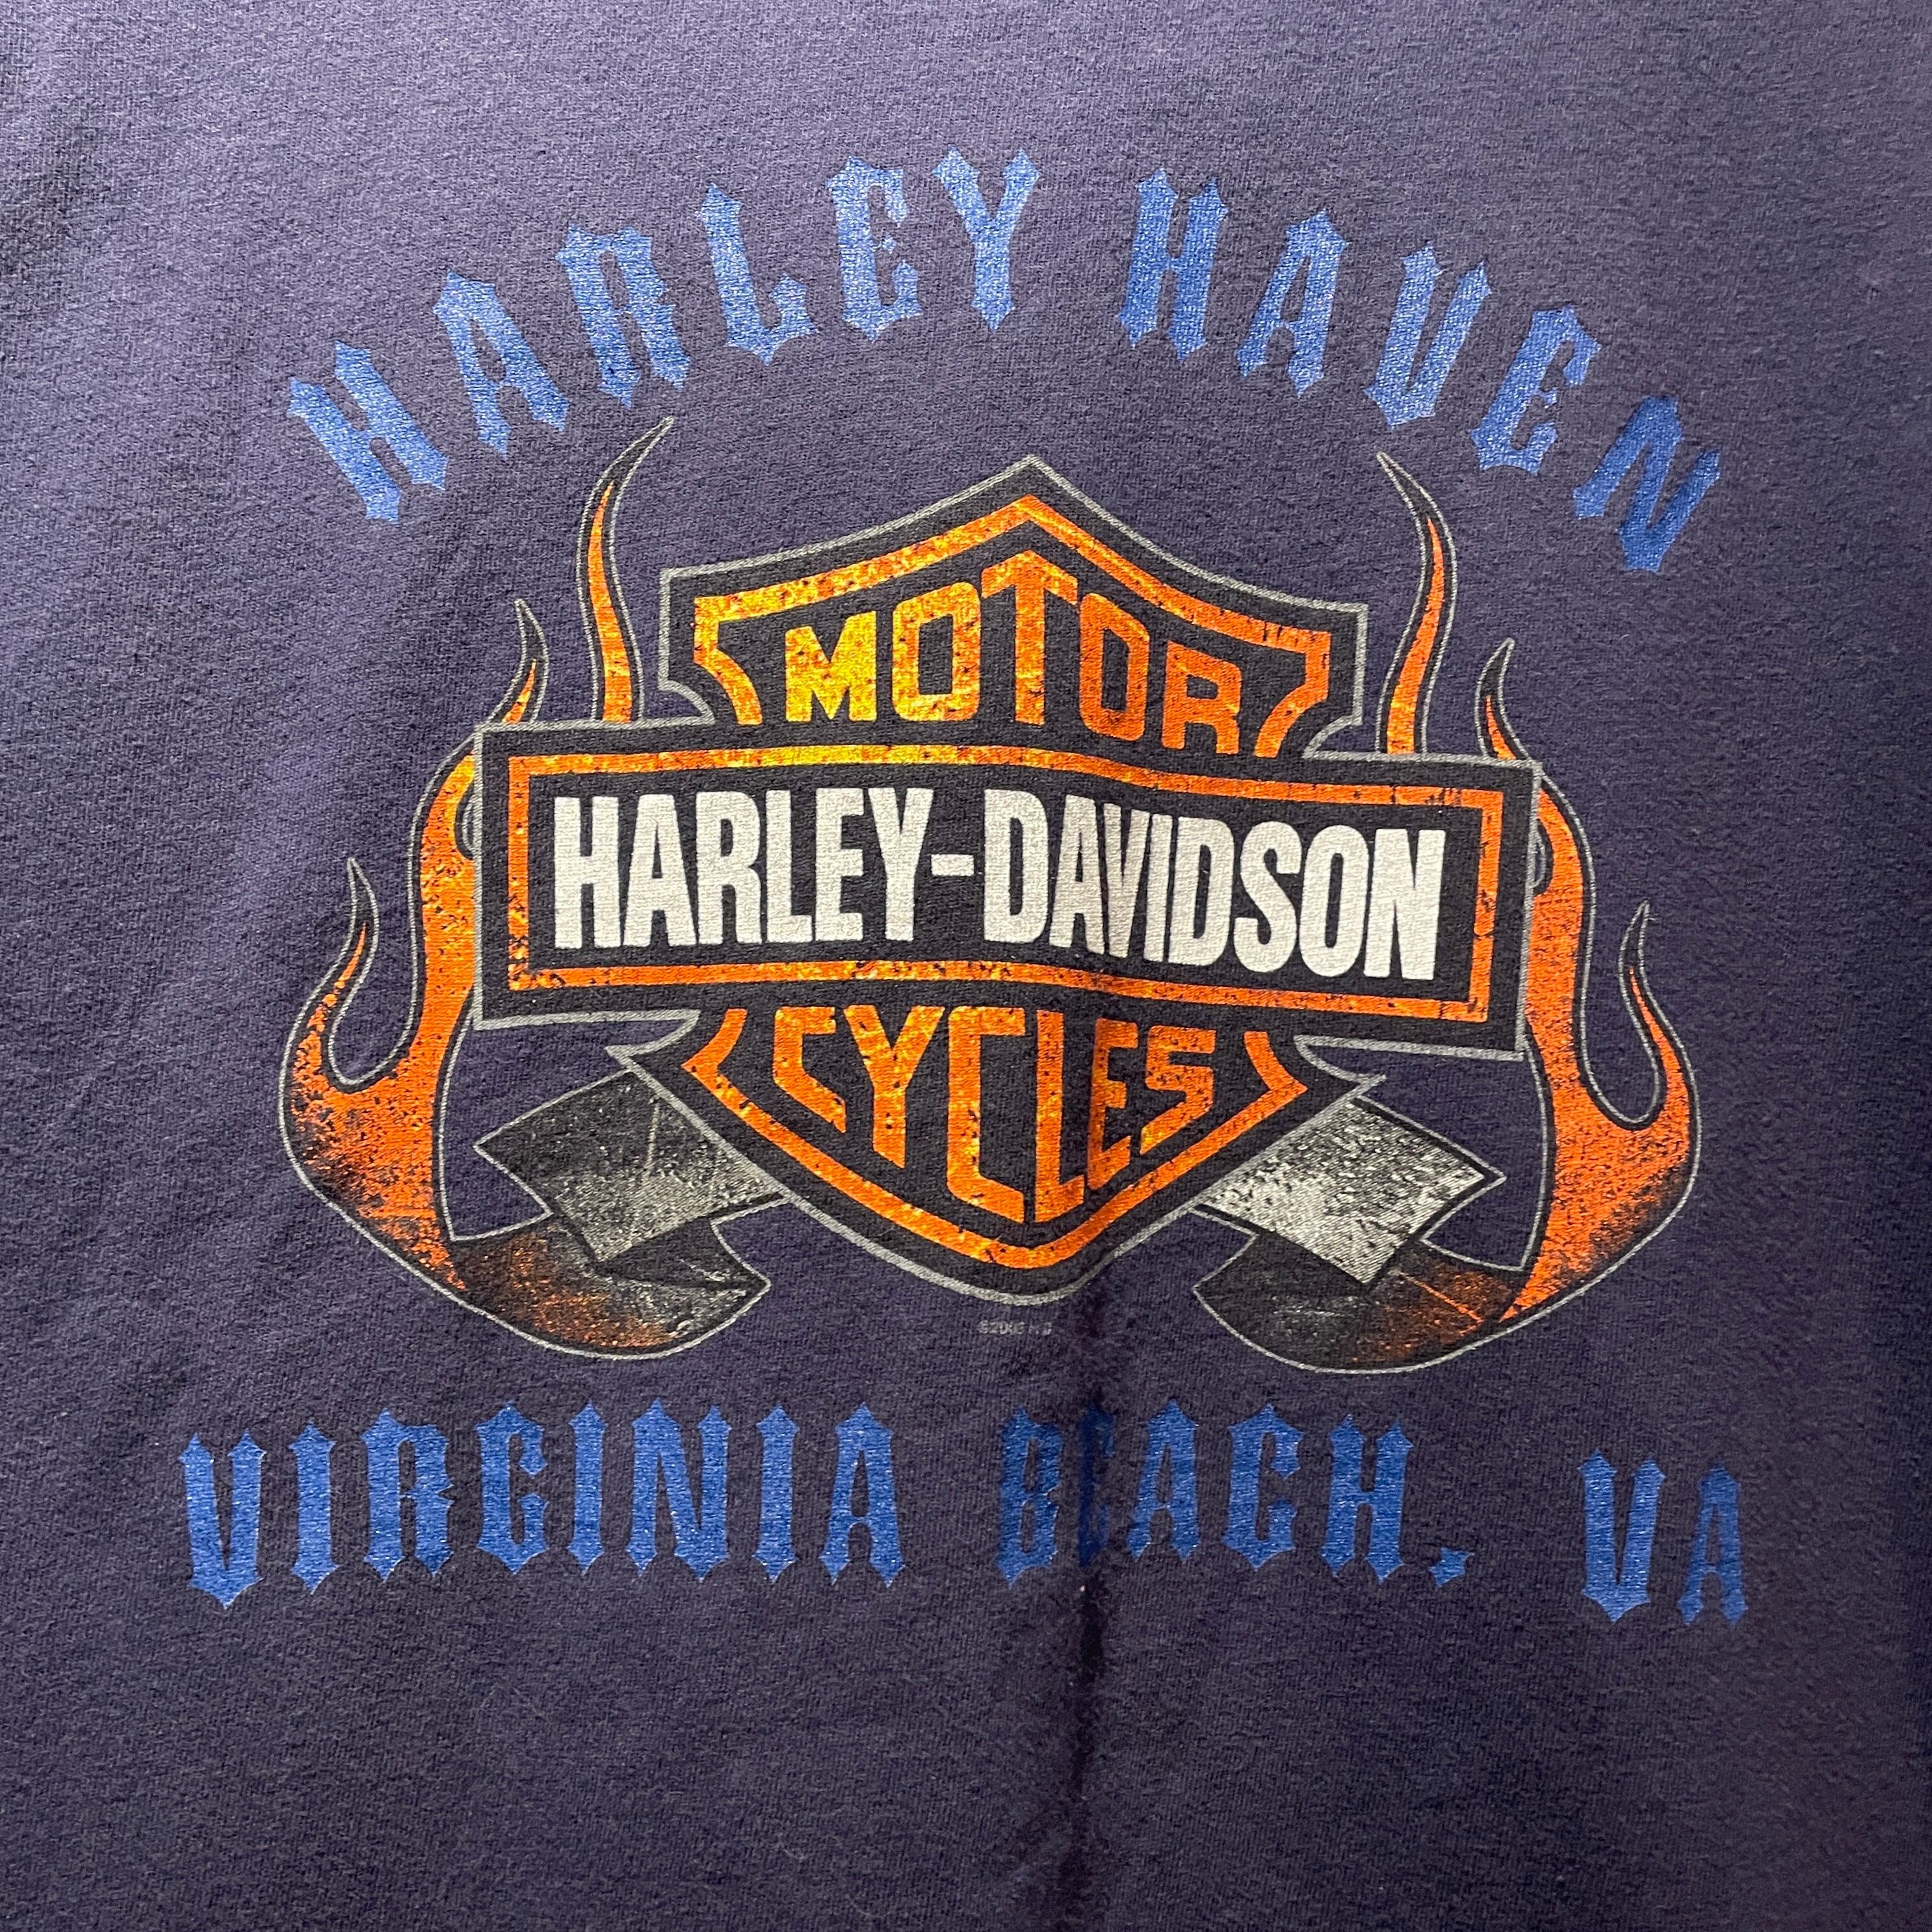 HARLEY HAVEN
MOTOR
HARLEY-DAVIDSON
CYCLES
VIRGINIA BEACH, VA